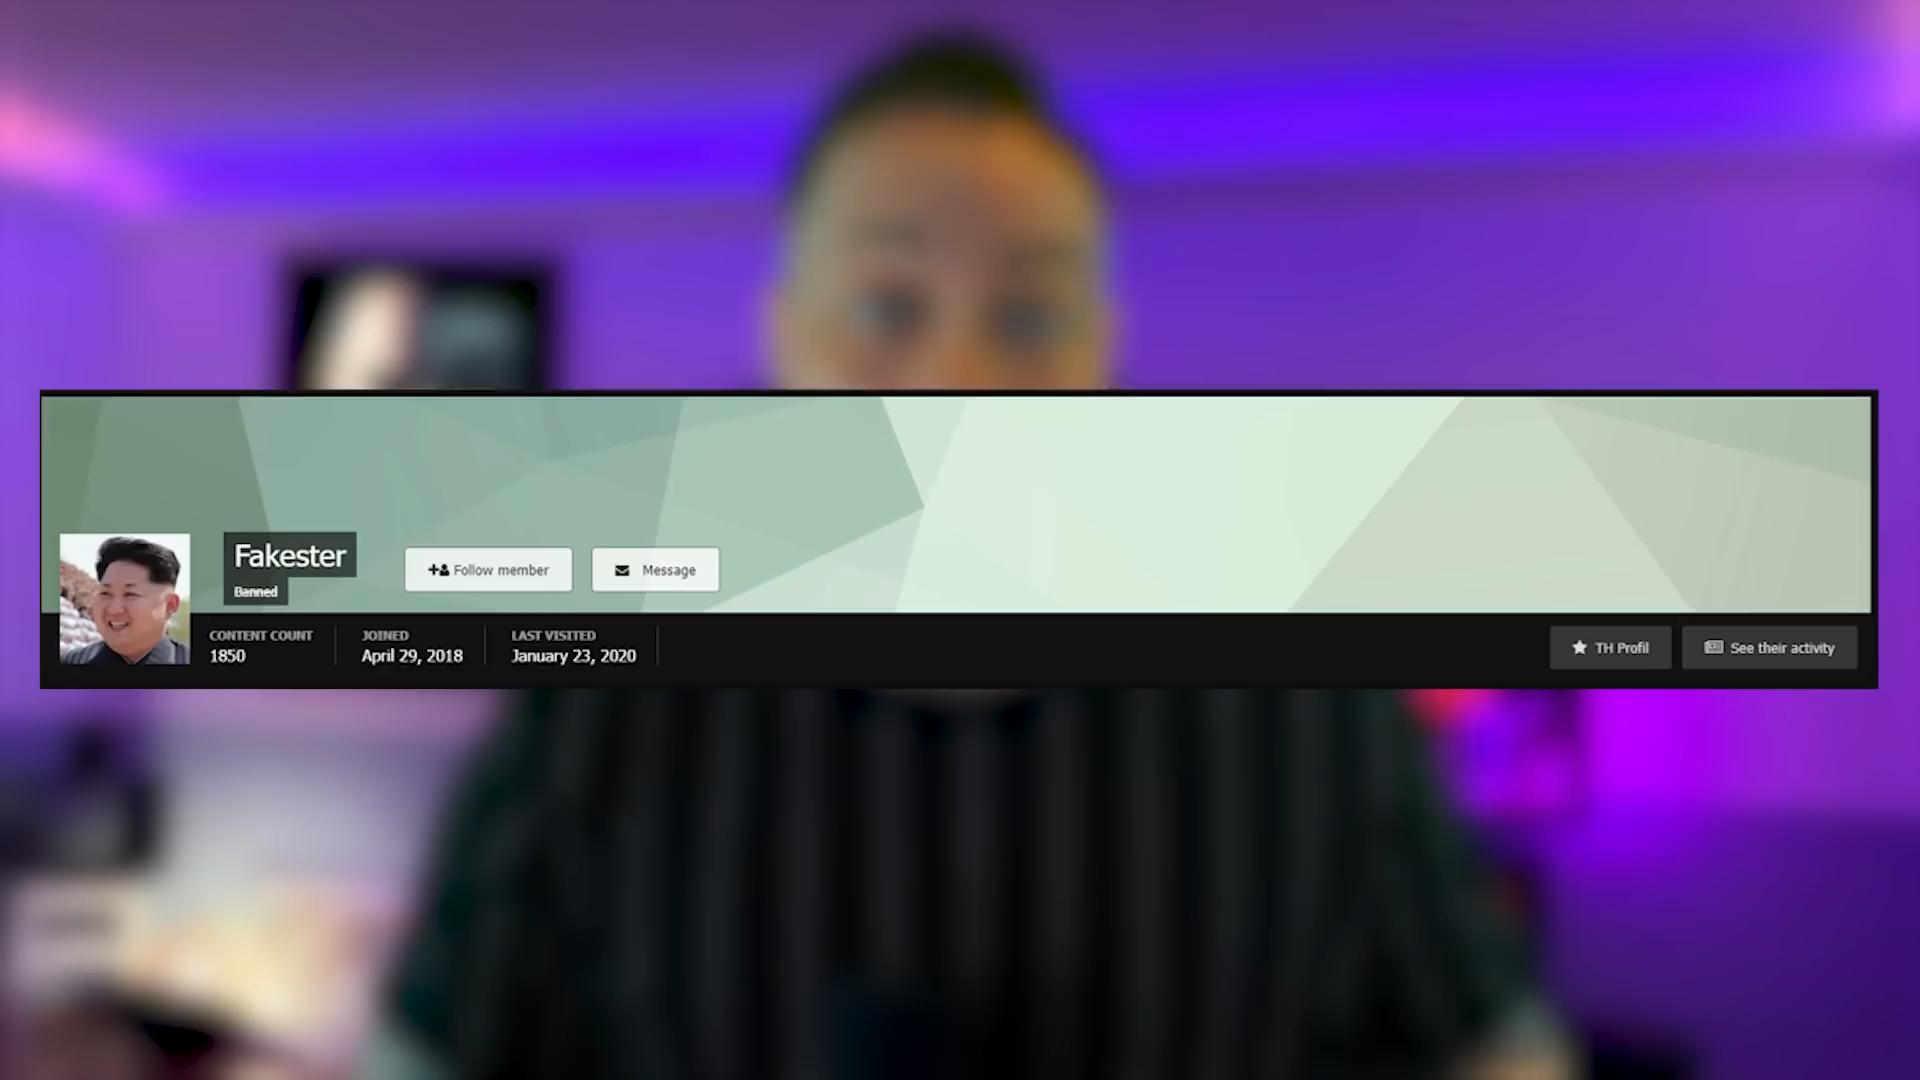 Fakester
Banned
Follow member
Message
CONTENT COUNT
1850
JOINED
April 29, 2018
LAST VISITED
January 23, 2020
TH Profil
See their activity